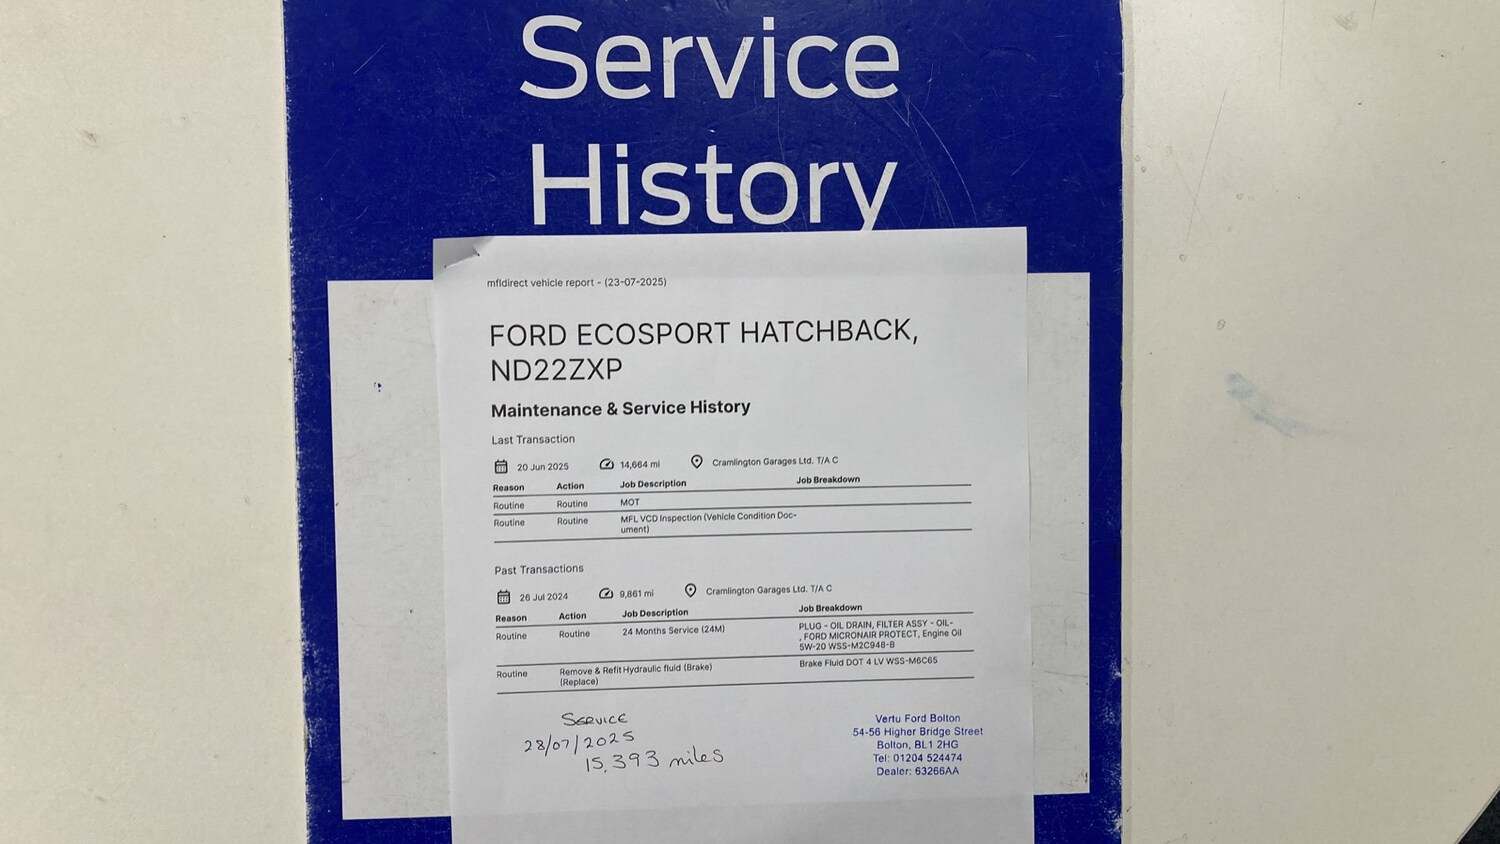 Service
History
mfldirect vehicle report - (23-07-2025)
FORD ECOSPORT HATCHBACK,
ND22ZXP
Maintenance & Service History
Last Transaction
20 Jun 2025 14,664 mi Cramlington Garages Ltd. T/A C
Reason Action Job Description Job Breakdown
Routine Routine MOT
Routine Routine MFL VCD Inspection (Vehicle Condition Doc-
ument)
Past Transactions
26 Jul 2024 9,861 mi Cramlington Garages Ltd. T/A C
Reason Action Job Description Job Breakdown
Routine Routine 24 Months Service (24M) PLUG - OIL DRAIN, FILTER ASSY - OIL-
, FORD MICRONAIR PROTECT, Engine Oil
5W-20 WSS-M2C948-B
Routine Remove & Refit Hydraulic fluid (Brake) Brake Fluid DOT 4 LV WSS-M6C65
(Replace)
SERVICE
28/07/2025
15,393 miles
Vertu Ford Bolton
54-56 Higher Bridge Street
Bolton, BL1 2HG
Tel: 01204 524474
Dealer: 63266AA